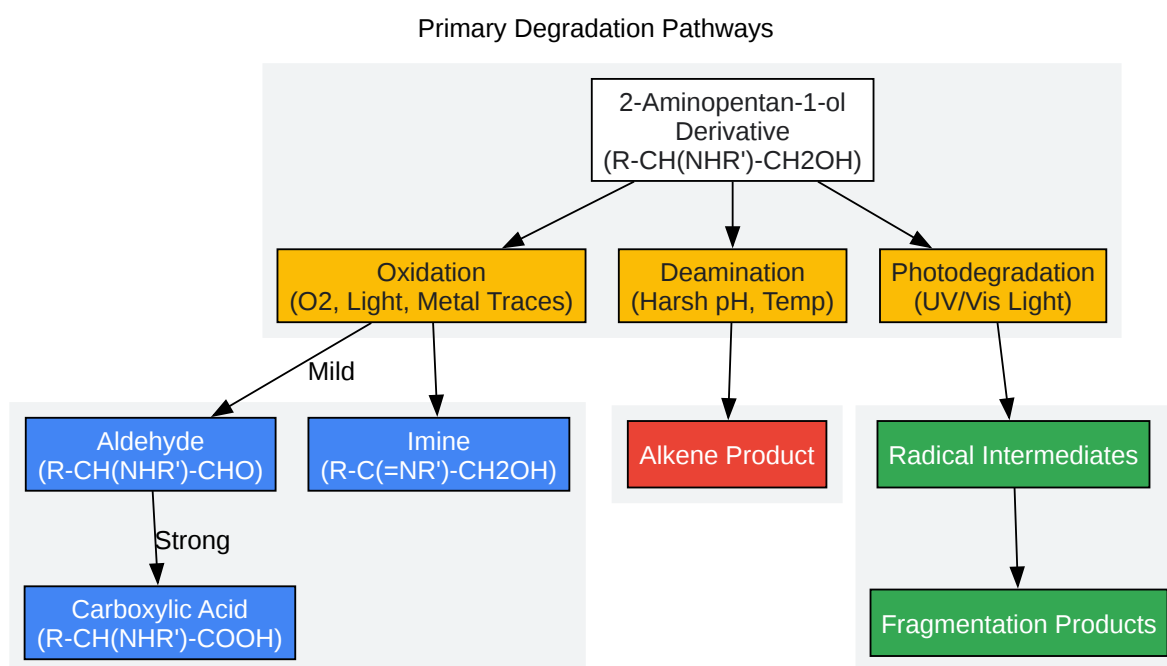 Primary Degradation Pathways
2-Aminopentan-1-ol
Derivative
(R-CH(NHR')-CH2OH)
Oxidation
(O2, Light, Metal Traces)
Deamination
(Harsh pH, Temp)
Photodegradation
(UV/Vis Light)
Mild
Aldehyde
(R-CH(NHR')-CHO)
Imine
(R-C(=NR')-CH2OH)
Alkene Product
Radical Intermediates
Strong
Carboxylic Acid
(R-CH(NHR')-COOH)
Fragmentation Products